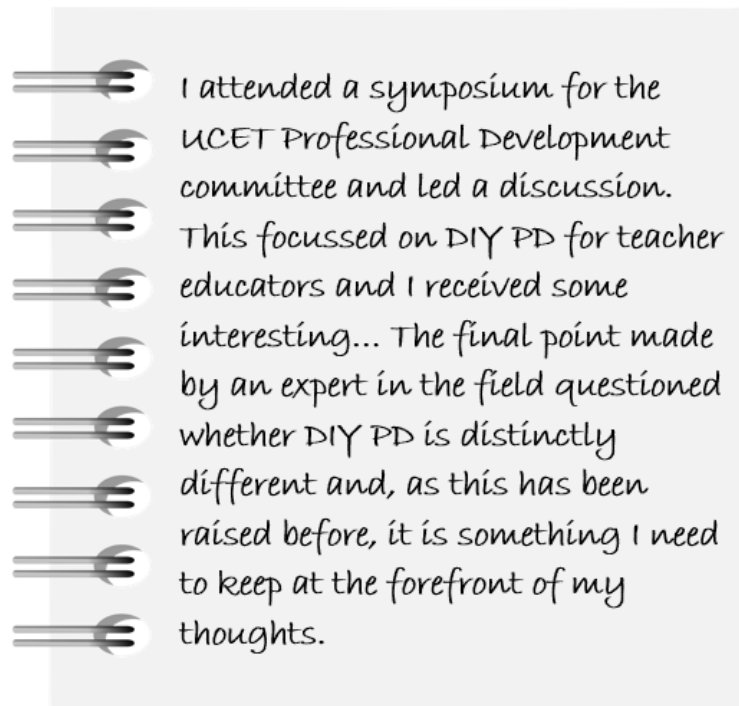 I attended a symposium for the
UCET Professional Development
committee and led a discussion.
This focussed on DIY PD for teacher
educators and I received some
interesting... The final point made
by an expert in the field questioned
whether DIY PD is distinctly
different and, as this has been
raised before, it is something I need
to keep at the forefront of my
thoughts.